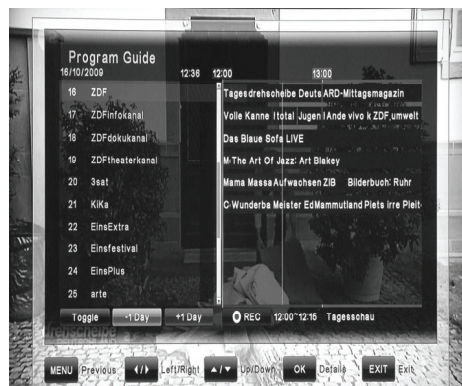 Program Guide
16/10/2009 12:36 12:00 13:00
16 ZDF Tagesdrehscheibe Deuts ARD-Mittagsmagazin
17 ZDFinfokanal Volle Kanne I total Jugen I Ande vivo k ZDF,umwelt
18 ZDFdokukanal Das Blaue Sofa LIVE
19 ZDFtheaterkanal M-The Art Of Jazz: Art Blakey
20 3sat Mama Massa Aufwachsen ZIB Bilderbuch: Ruhr
21 KiKa C-Wunderba Meister Ed Mammutland Piets irre Pleit
22 EinsExtra
23 Einsfestival
24 EinsPlus
25 arte
Toggle -1 Day +1 Day REC 12:00~12:15 Tagesschau
MENU Previous Left/Right Up/Down OK Details EXIT Exit